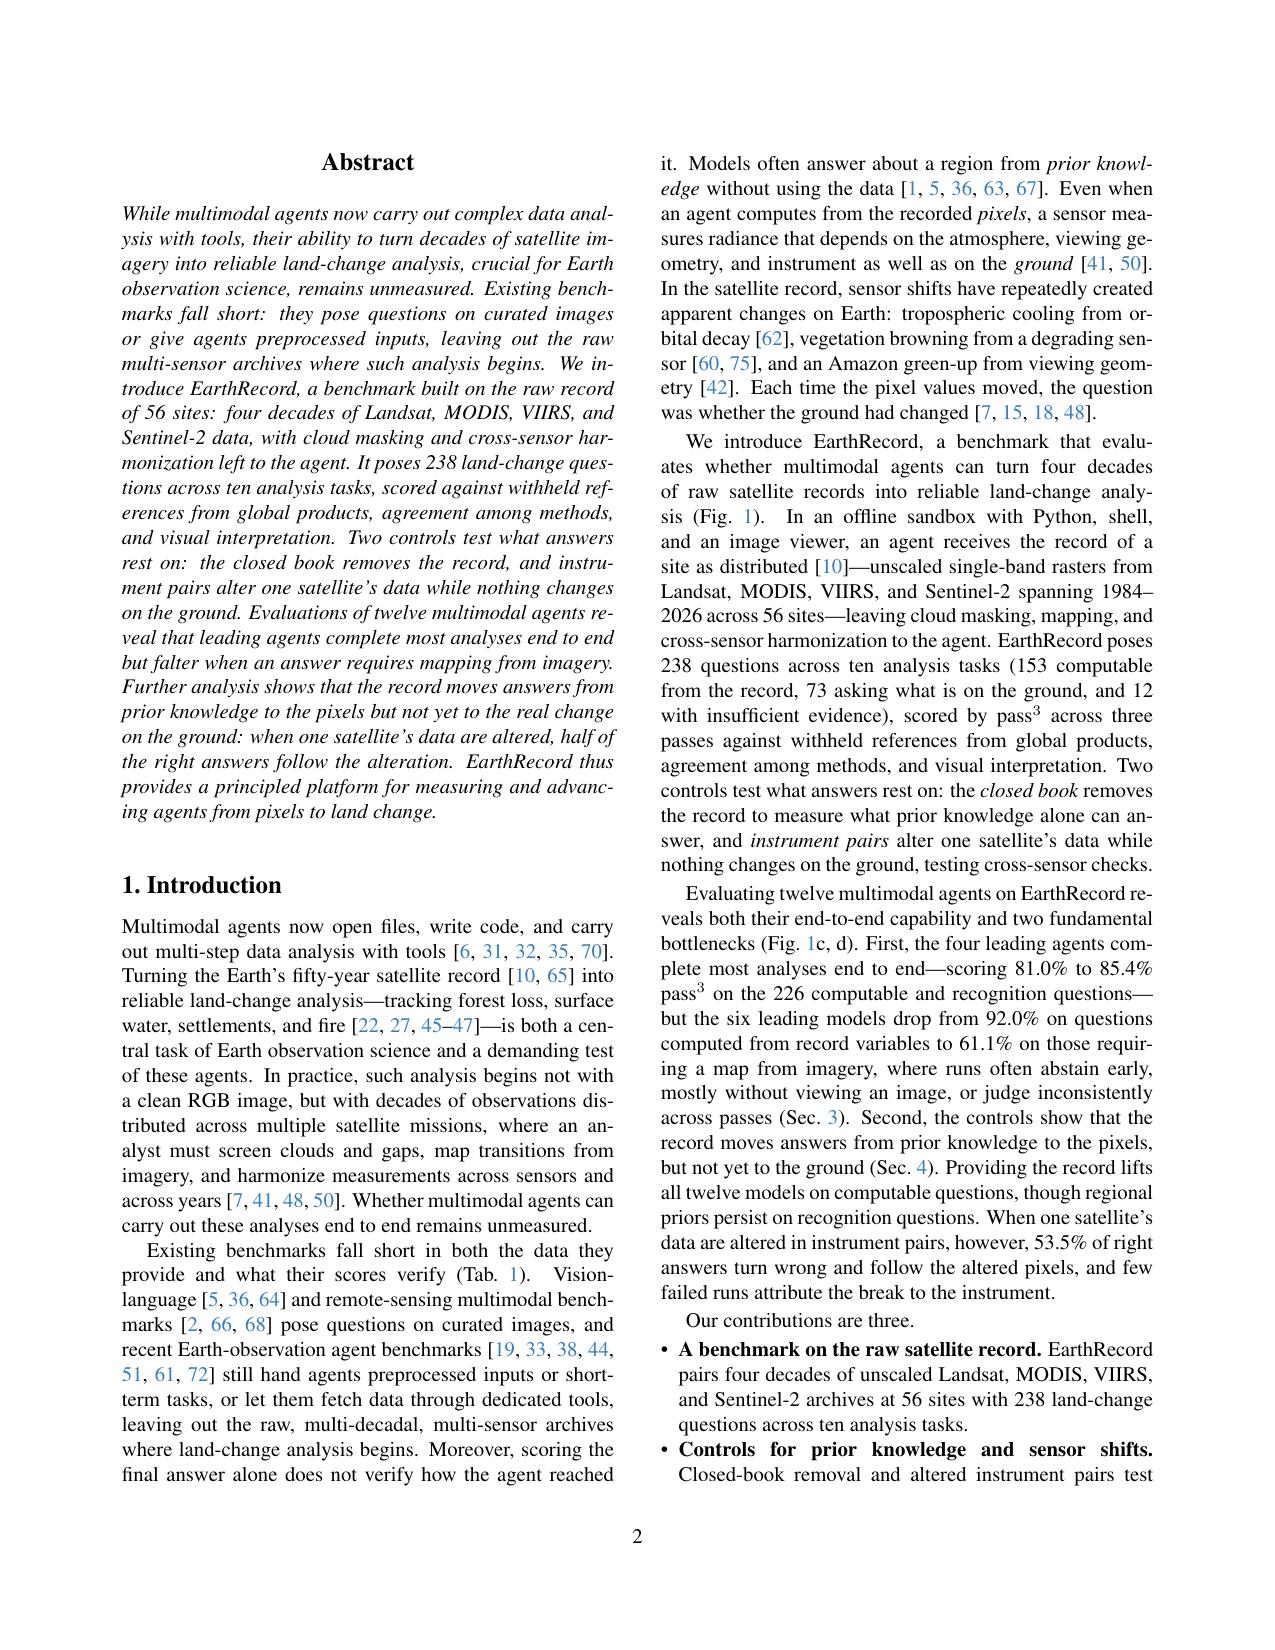 Abstract
While multimodal agents now carry out complex data anal-
ysis with tools, their ability to turn decades of satellite im-
agery into reliable land-change analysis, crucial for Earth
observation science, remains unmeasured. Existing bench-
marks fall short: they pose questions on curated images
or give agents preprocessed inputs, leaving out the raw
multi-sensor archives where such analysis begins. We in-
troduce EarthRecord, a benchmark built on the raw record
of 56 sites: four decades of Landsat, MODIS, VIIRS, and
Sentinel-2 data, with cloud masking and cross-sensor har-
monization left to the agent. It poses 238 land-change ques-
tions across ten analysis tasks, scored against withheld ref-
erences from global products, agreement among methods,
and visual interpretation. Two controls test what answers
rest on: the closed book removes the record, and instru-
ment pairs alter one satellite's data while nothing changes
on the ground. Evaluations of twelve multimodal agents re-
veal that leading agents complete most analyses end to end
but falter when an answer requires mapping from imagery.
Further analysis shows that the record moves answers from
prior knowledge to the pixels but not yet to the real change
on the ground: when one satellite's data are altered, half of
the right answers follow the alteration. EarthRecord thus
provides a principled platform for measuring and advanc-
ing agents from pixels to land change.
1. Introduction
Multimodal agents now open files, write code, and carry
out multi-step data analysis with tools [6, 31, 32, 35, 70].
Turning the Earth's fifty-year satellite record [10, 65] into
reliable land-change analysis—tracking forest loss, surface
water, settlements, and fire [22, 27, 45–47]—is both a cen-
tral task of Earth observation science and a demanding test
of these agents. In practice, such analysis begins not with
a clean RGB image, but with decades of observations dis-
tributed across multiple satellite missions, where an an-
alyst must screen clouds and gaps, map transitions from
imagery, and harmonize measurements across sensors and
across years [7, 41, 48, 50]. Whether multimodal agents can
carry out these analyses end to end remains unmeasured.
Existing benchmarks fall short in both the data they
provide and what their scores verify (Tab. 1). Vision-
language [5, 36, 64] and remote-sensing multimodal bench-
marks [2, 66, 68] pose questions on curated images, and
recent Earth-observation agent benchmarks [19, 33, 38, 44,
51, 61, 72] still hand agents preprocessed inputs or short-
term tasks, or let them fetch data through dedicated tools,
leaving out the raw, multi-decadal, multi-sensor archives
where land-change analysis begins. Moreover, scoring the
final answer alone does not verify how the agent reached
it. Models often answer about a region from prior knowl-
edge without using the data [1, 5, 36, 63, 67]. Even when
an agent computes from the recorded pixels, a sensor mea-
sures radiance that depends on the atmosphere, viewing ge-
ometry, and instrument as well as on the ground [41, 50].
In the satellite record, sensor shifts have repeatedly created
apparent changes on Earth: tropospheric cooling from or-
bital decay [62], vegetation browning from a degrading sen-
sor [60, 75], and an Amazon green-up from viewing geom-
etry [42]. Each time the pixel values moved, the question
was whether the ground had changed [7, 15, 18, 48].
We introduce EarthRecord, a benchmark that evalu-
ates whether multimodal agents can turn four decades
of raw satellite records into reliable land-change analy-
sis (Fig. 1). In an offline sandbox with Python, shell,
and an image viewer, an agent receives the record of a
site as distributed [10]—unscaled single-band rasters from
Landsat, MODIS, VIIRS, and Sentinel-2 spanning 1984–
2026 across 56 sites—leaving cloud masking, mapping, and
cross-sensor harmonization to the agent. EarthRecord poses
238 questions across ten analysis tasks (153 computable
from the record, 73 asking what is on the ground, and 12
with insufficient evidence), scored by pass³ across three
passes against withheld references from global products,
agreement among methods, and visual interpretation. Two
controls test what answers rest on: the closed book removes
the record to measure what prior knowledge alone can an-
swer, and instrument pairs alter one satellite's data while
nothing changes on the ground, testing cross-sensor checks.
Evaluating twelve multimodal agents on EarthRecord re-
veals both their end-to-end capability and two fundamental
bottlenecks (Fig. 1c, d). First, the four leading agents com-
plete most analyses end to end—scoring 81.0% to 85.4%
pass³ on the 226 computable and recognition questions—
but the six leading models drop from 92.0% on questions
computed from record variables to 61.1% on those requir-
ing a map from imagery, where runs often abstain early,
mostly without viewing an image, or judge inconsistently
across passes (Sec. 3). Second, the controls show that the
record moves answers from prior knowledge to the pixels,
but not yet to the ground (Sec. 4). Providing the record lifts
all twelve models on computable questions, though regional
priors persist on recognition questions. When one satellite's
data are altered in instrument pairs, however, 53.5% of right
answers turn wrong and follow the altered pixels, and few
failed runs attribute the break to the instrument.
Our contributions are three.
• A benchmark on the raw satellite record. EarthRecord
pairs four decades of unscaled Landsat, MODIS, VIIRS,
and Sentinel-2 archives at 56 sites with 238 land-change
questions across ten analysis tasks.
• Controls for prior knowledge and sensor shifts.
Closed-book removal and altered instrument pairs test
2